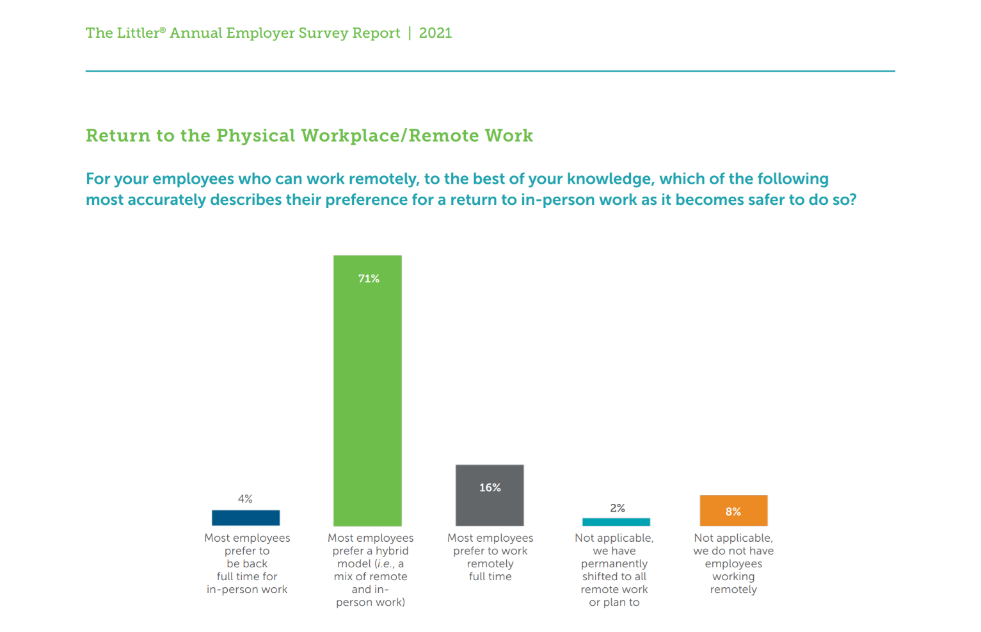 The Littler® Annual Employer Survey Report | 2021
Return to the Physical Workplace/Remote Work
For your employees who can work remotely, to the best of your knowledge, which of the following
most accurately describes their preference for a return to in-person work as it becomes safer to do so?
4%
Most employees
prefer to
be back
full time for
in-person work
71%
Most employees
prefer a hybrid
model (i.e., a
mix of remote
and in-
person work)
16%
Most employees
prefer to work
remotely
full time
2%
Not applicable,
we have
permanently
shifted to all
remote work
or plan to
8%
Not applicable,
we do not have
employees
working
remotely